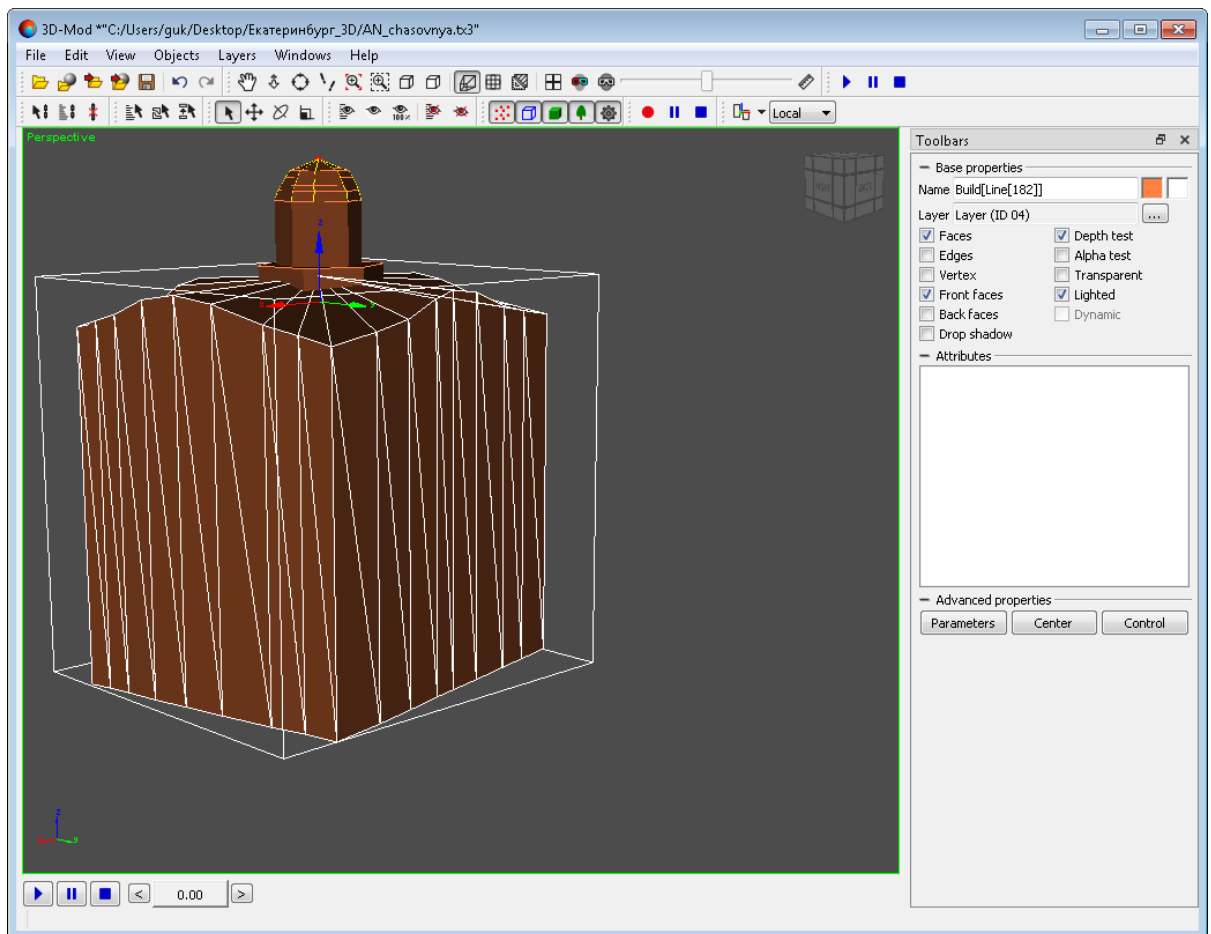 3D-Mod *"C:/Users/guk/Desktop/Екатеринбург_3D/AN_chasovnya.tx3"
File Edit View Objects Layers Windows Help
100%
Local
Perspective
Toolbars
Base properties
Name Build[Line[182]]
Layer Layer (ID 04) ...
Faces Depth test
Edges Alpha test
Vertex Transparent
Front faces Lighted
Back faces Dynamic
Drop shadow
Attributes
Advanced properties
Parameters Center Control
z
x y
z
x y
< 0.00 >